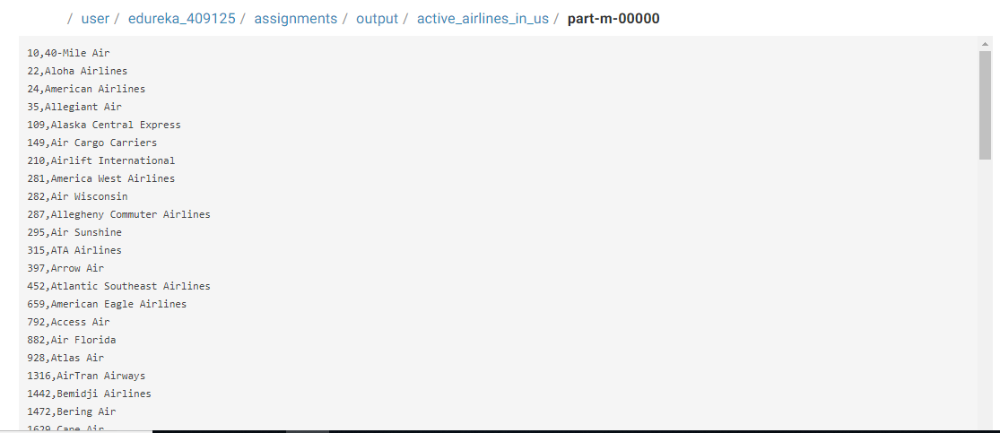 / user / edureka_409125 / assignments / output / active_airlines_in_us / part-m-00000
10,40-Mile Air
22,Aloha Airlines
24,American Airlines
35,Allegiant Air
109,Alaska Central Express
149,Air Cargo Carriers
210,Airlift International
281,America West Airlines
282,Air Wisconsin
287,Allegheny Commuter Airlines
295,Air Sunshine
315,ATA Airlines
397,Arrow Air
452,Atlantic Southeast Airlines
659,American Eagle Airlines
792,Access Air
882,Air Florida
928,Atlas Air
1316,AirTran Airways
1442,Bemidji Airlines
1472,Bering Air
1629,Cape Air